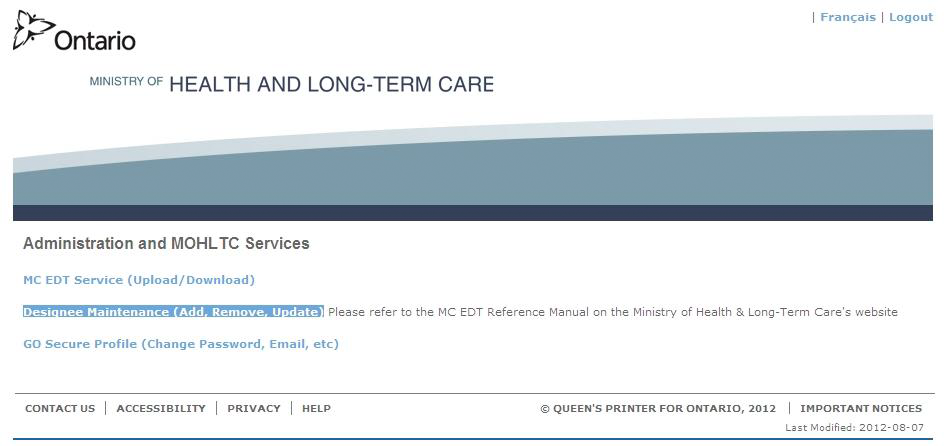 | Français | Logout
Ontario
MINISTRY OF HEALTH AND LONG-TERM CARE
Administration and MOHLTC Services
MC EDT Service (Upload/Download)
Designee Maintenance (Add, Remove, Update) Please refer to the MC EDT Reference Manual on the Ministry of Health & Long-Term Care's website
GO Secure Profile (Change Password, Email, etc)
CONTACT US | ACCESSIBILITY | PRIVACY | HELP © QUEEN'S PRINTER FOR ONTARIO, 2012 | IMPORTANT NOTICES
Last Modified: 2012-08-07